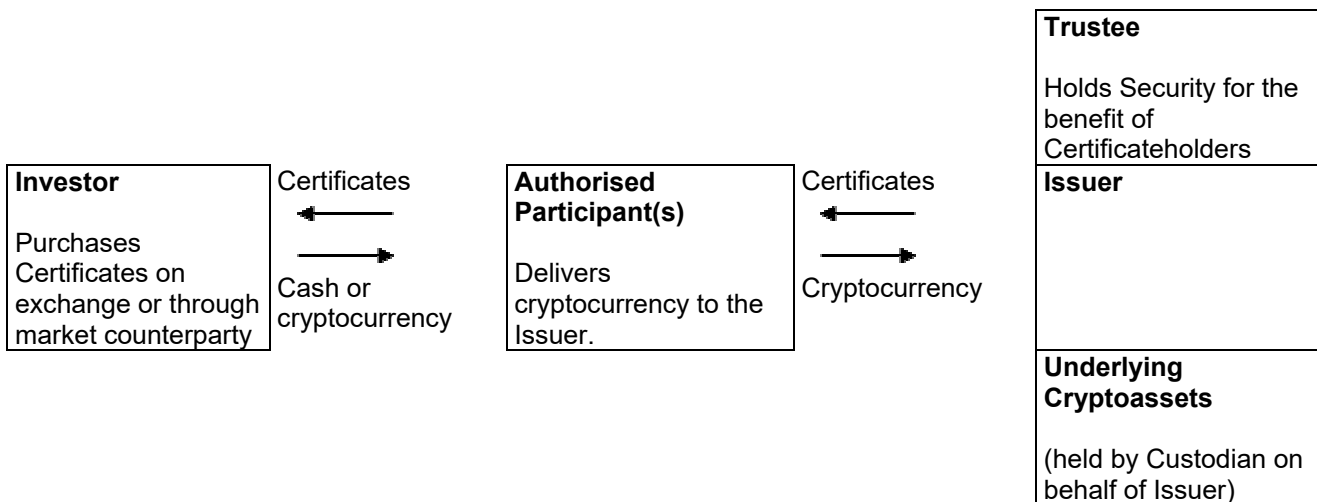 Trustee
Holds Security for the
benefit of
Certificateholders
Investor
Purchases
Certificates on
exchange or through
market counterparty
Certificates
Cash or
cryptocurrency
Authorised
Participant(s)
Delivers
cryptocurrency to the
Issuer.
Certificates
Cryptocurrency
Issuer
Underlying
Cryptoassets
(held by Custodian on
behalf of Issuer)